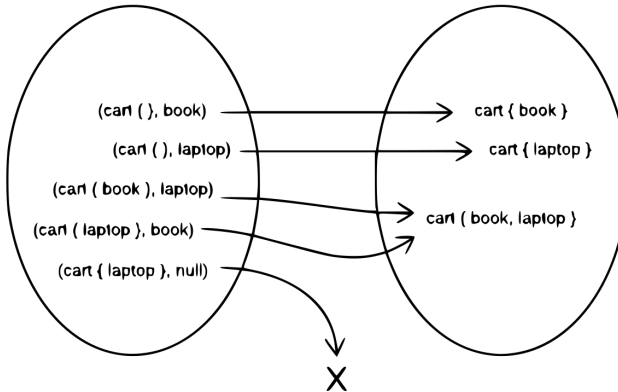 (cart { }, book)
cart { book }
(cart { }, laptop)
cart { laptop }
(cart { book }, laptop)
cart { book, laptop }
(cart { laptop }, book)
(cart { laptop }, null)
X